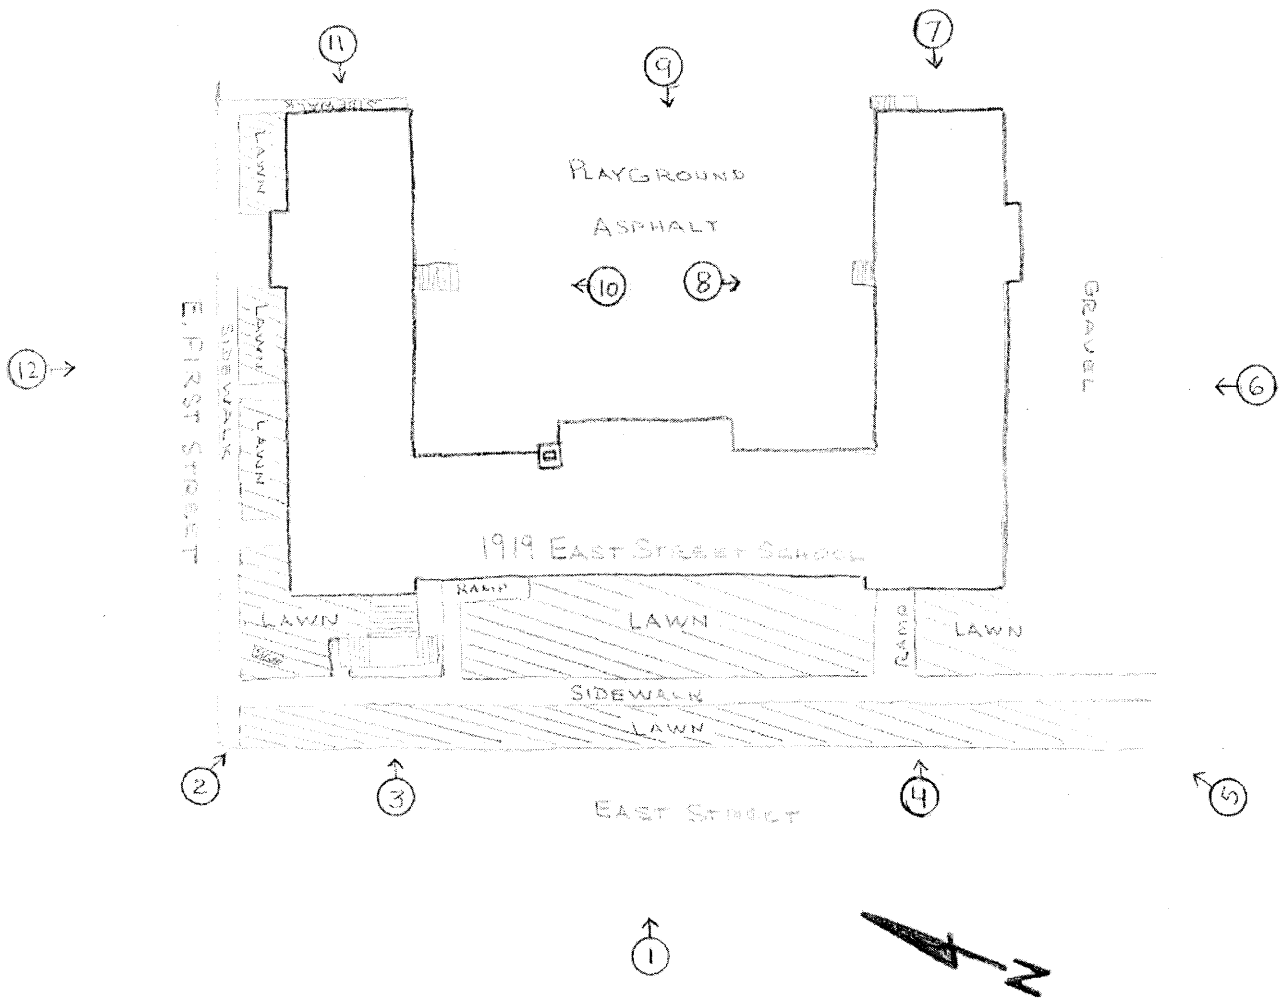 11
7
9
SIDEWALK
LAWN
PLAYGROUND
ASPHALT
10
8
GRAVEL
E. FIRST STREET
SIDEWALK
LAWN
12
6
LAWN
1919 EAST STREET SCHOOL
RAMP
LAWN
LAWN
RAMP
LAWN
SIDEWALK
LAWN
2
3
4
5
EAST STREET
1
N